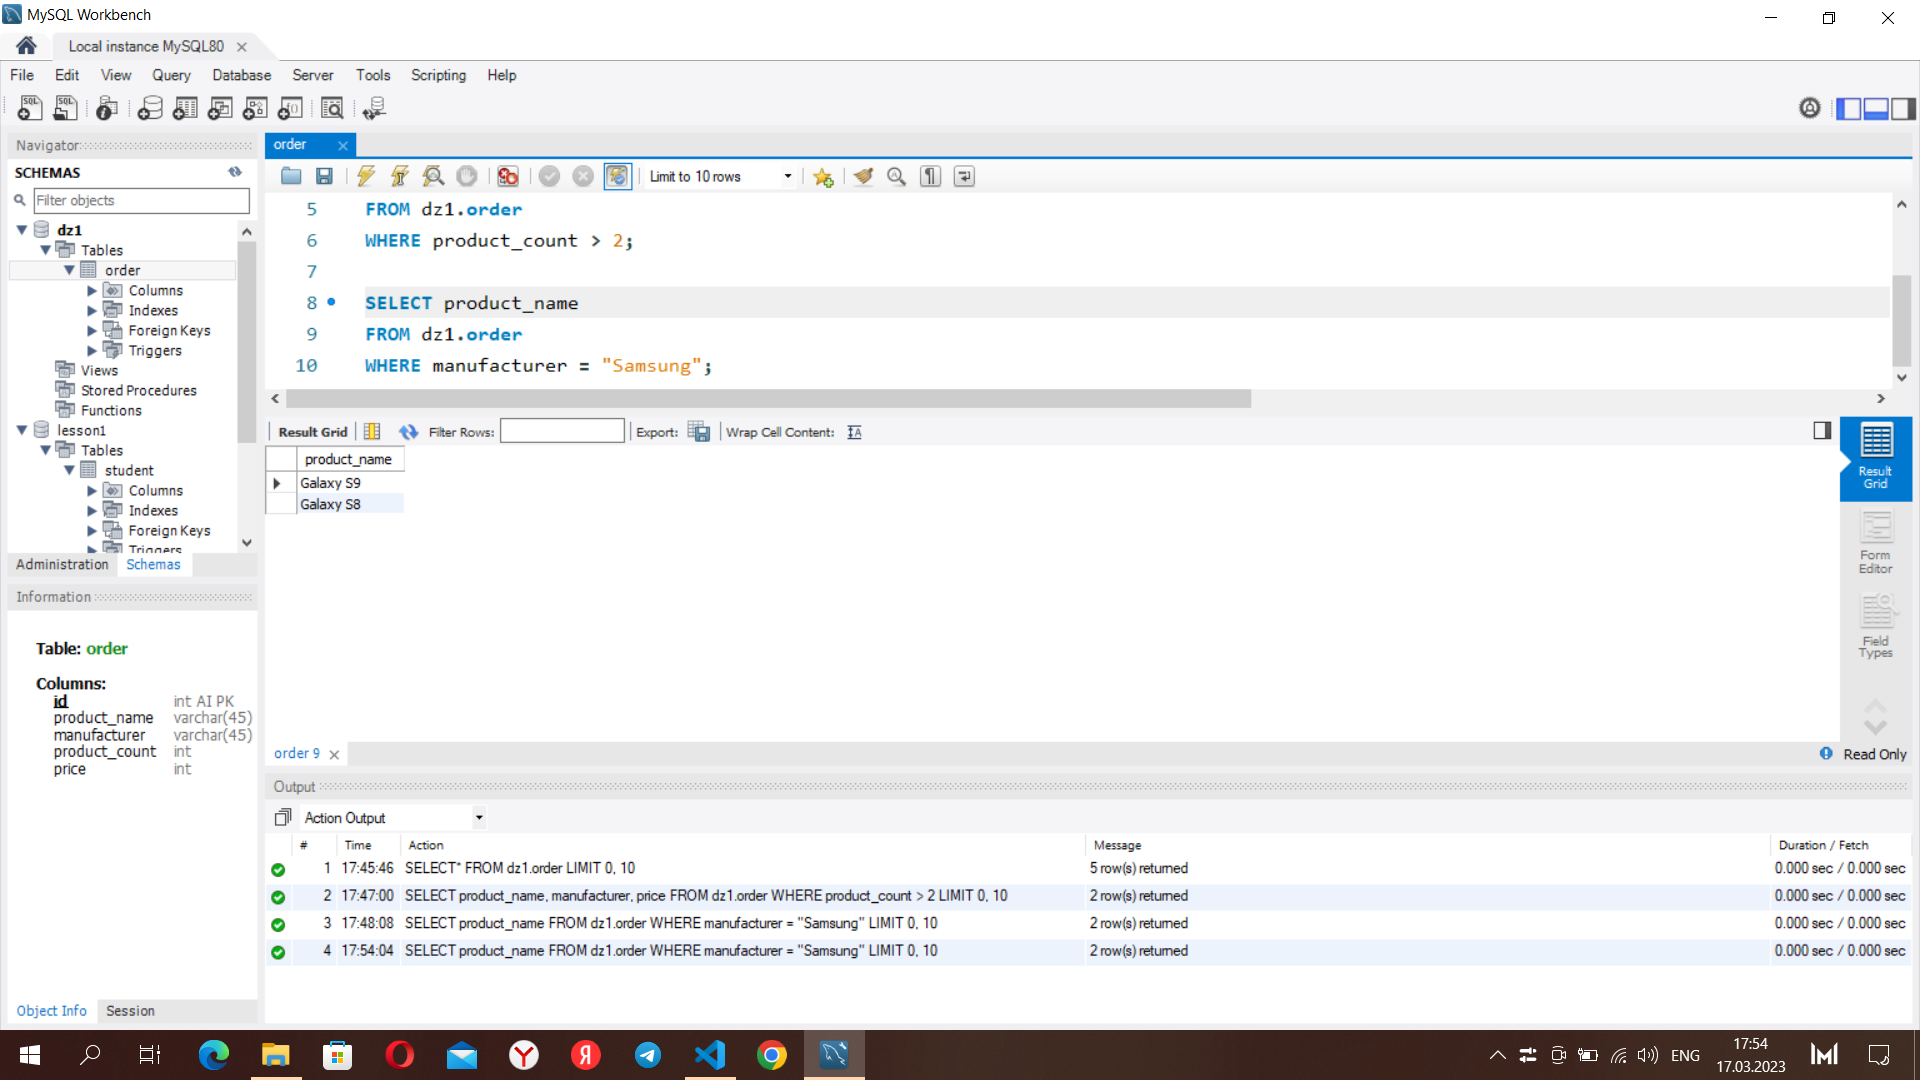 MySQL Workbench
Local instance MySQL80
File Edit View Query Database Server Tools Scripting Help
Navigator
SCHEMAS
Filter objects
dz1
Tables
order
Columns
Indexes
Foreign Keys
Triggers
Views
Stored Procedures
Functions
lesson1
Tables
student
Columns
Indexes
Foreign Keys
Triggers
Administration Schemas
Information
Table: order
Columns:
id int AI PK
product_name varchar(45)
manufacturer varchar(45)
product_count int
price int
Object Info Session
order
Limit to 10 rows
5 FROM dz1.order
6 WHERE product_count > 2;
7
8 SELECT product_name
9 FROM dz1.order
10 WHERE manufacturer = "Samsung";
Result Grid Filter Rows: Export: Wrap Cell Content:
product_name
Galaxy S9
Galaxy S8
Result Grid
Form Editor
Field Types
order 9
Read Only
Output
Action Output
# Time Action Message Duration / Fetch
1 17:45:46 SELECT* FROM dz1.order LIMIT 0, 10 5 row(s) returned 0.000 sec / 0.000 sec
2 17:47:00 SELECT product_name, manufacturer, price FROM dz1.order WHERE product_count > 2 LIMIT 0, 10 2 row(s) returned 0.000 sec / 0.000 sec
3 17:48:08 SELECT product_name FROM dz1.order WHERE manufacturer = "Samsung" LIMIT 0, 10 2 row(s) returned 0.000 sec / 0.000 sec
4 17:54:04 SELECT product_name FROM dz1.order WHERE manufacturer = "Samsung" LIMIT 0, 10 2 row(s) returned 0.000 sec / 0.000 sec
ENG
17:54
17.03.2023